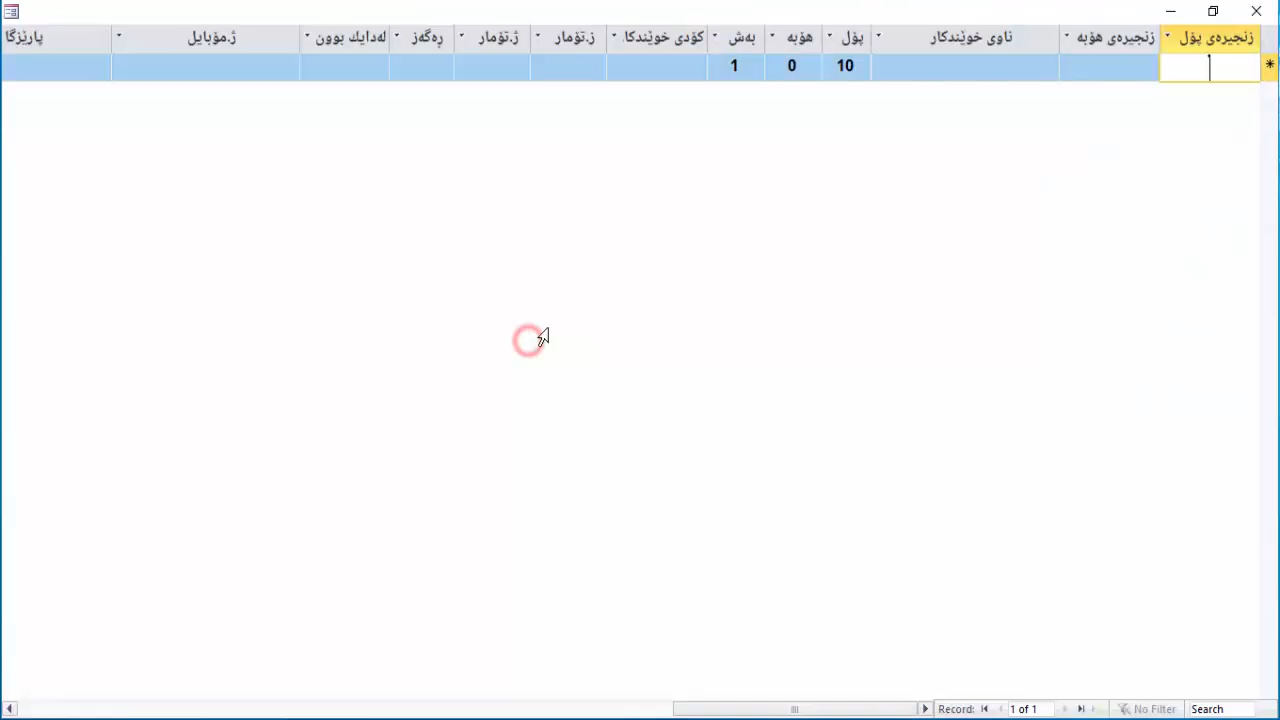 زنجیرەی پۆل زنجیرەی هۆبە ناوی خوێندکار پۆل هۆبە بەش کۆدی خوێندکا ز.تۆمار ژ.تۆمار ڕەگەز لەدایك بوون ژ.مۆبایل پارێزگا
10 0 1
Record: 1 of 1 No Filter Search